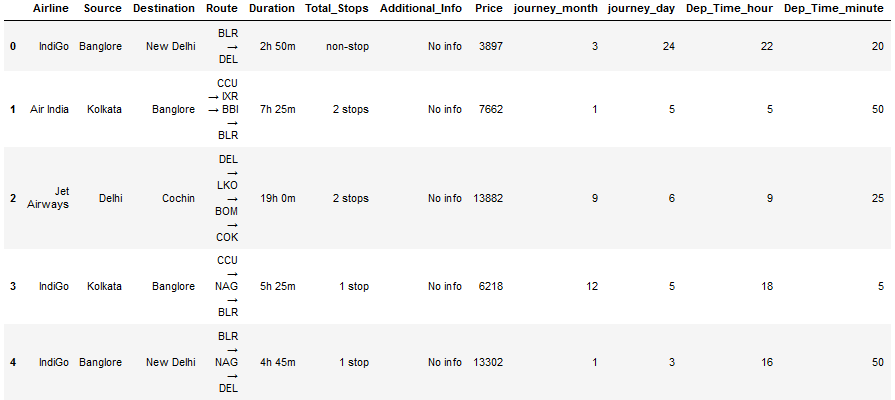 Airline Source Destination Route Duration Total_Stops Additional_Info Price journey_month journey_day Dep_Time_hour Dep_Time_minute
0 IndiGo Banglore New Delhi BLR → DEL 2h 50m non-stop No info 3897 3 24 22 20
1 Air India Kolkata Banglore CCU → IXR → BBI → BLR 7h 25m 2 stops No info 7662 1 5 5 50
2 Jet Airways Delhi Cochin DEL → LKO → BOM → COK 19h 0m 2 stops No info 13882 9 6 9 25
3 IndiGo Kolkata Banglore CCU → NAG → BLR 5h 25m 1 stop No info 6218 12 5 18 5
4 IndiGo Banglore New Delhi BLR → NAG → DEL 4h 45m 1 stop No info 13302 1 3 16 50